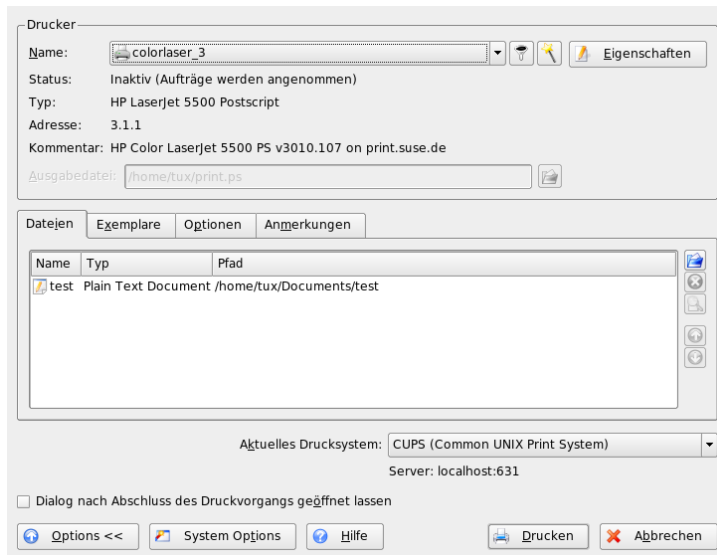 Drucker
Name: colorlaser_3 Eigenschaften
Status: Inaktiv (Aufträge werden angenommen)
Typ: HP LaserJet 5500 Postscript
Adresse: 3.1.1
Kommentar: HP Color LaserJet 5500 PS v3010.107 on print.suse.de
Ausgabedatei: /home/tux/print.ps
Dateien Exemplare Optionen Anmerkungen
Name Typ Pfad
test Plain Text Document /home/tux/Documents/test
Aktuelles Drucksystem: CUPS (Common UNIX Print System)
Server: localhost:631
Dialog nach Abschluss des Druckvorgangs geöffnet lassen
Options << System Options Hilfe Drucken Abbrechen